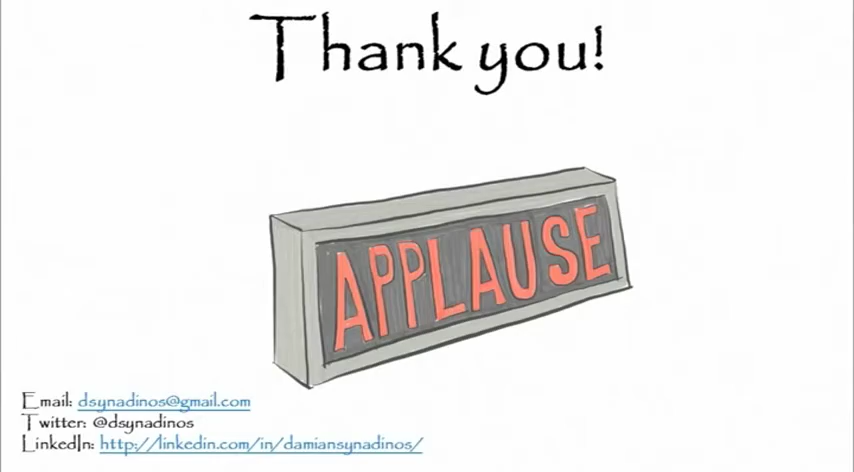 Thank you!
APPLAUSE
Email: dsynadinos@gmail.com
Twitter: @dsynadinos
LinkedIn: http://linkedin.com/in/damiansynadinos/